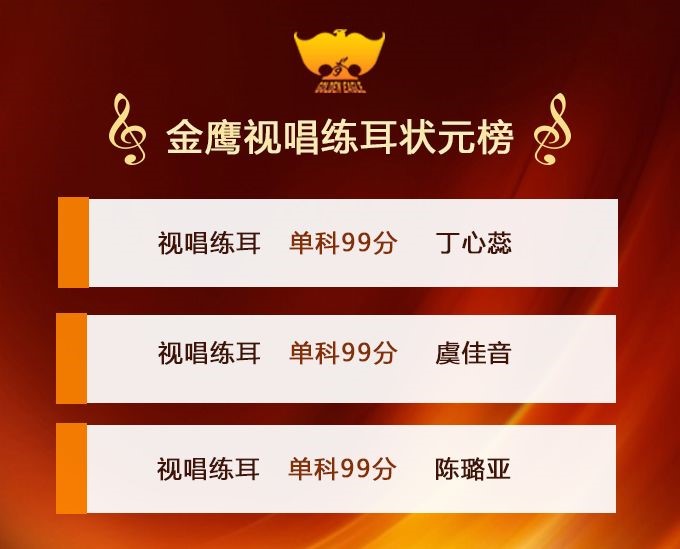 GOLDEN EAGLE
金鹰视唱练耳状元榜
视唱练耳 单科99分 丁心蕊
视唱练耳 单科99分 虞佳音
视唱练耳 单科99分 陈璐亚